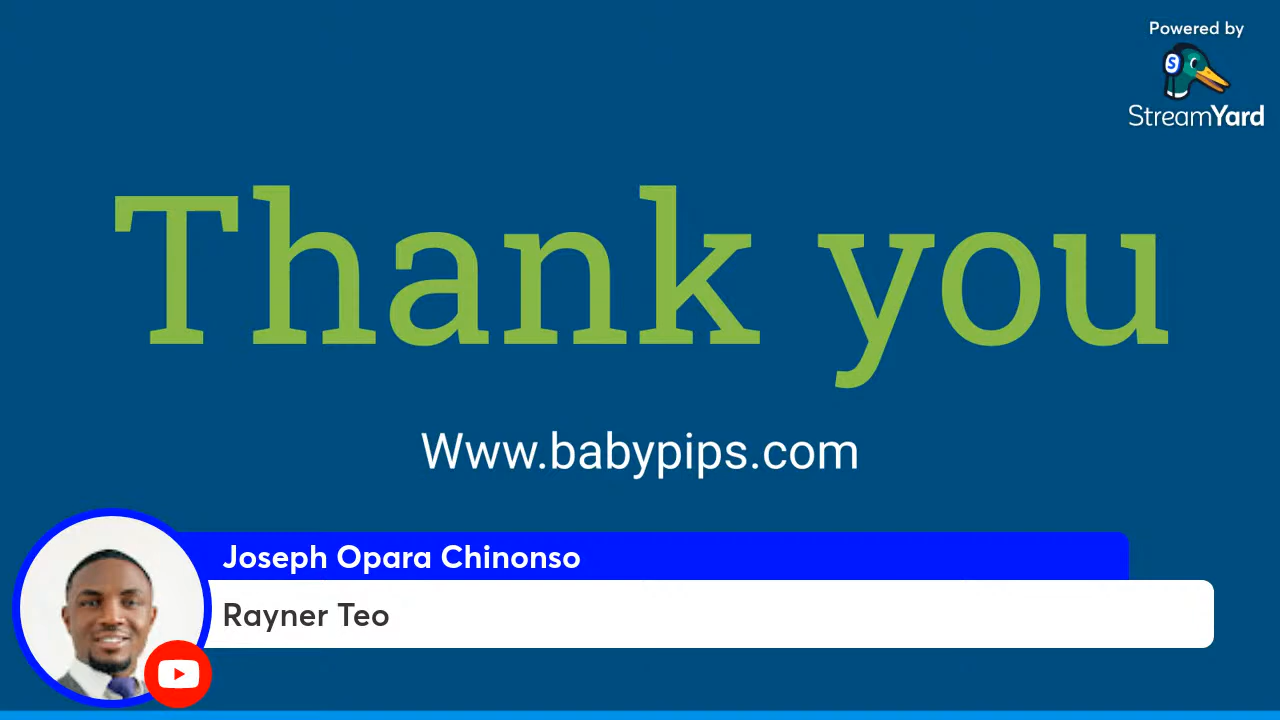 Powered by
S
StreamYard
Thank you
Www.babypips.com
Joseph Opara Chinonso
Rayner Teo